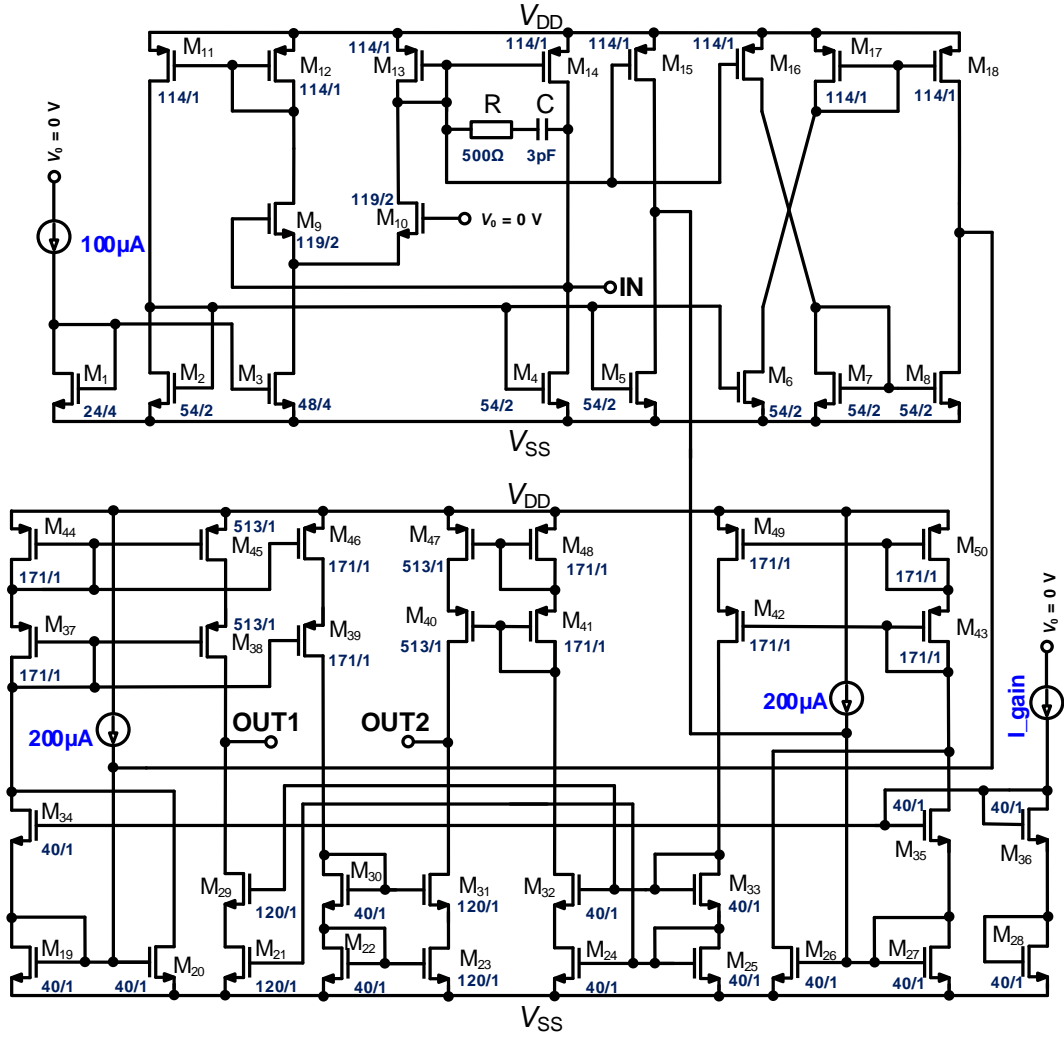 VDD
M11
M12
114/1
M13
114/1
M14
114/1
M15
114/1
M16
M17
M18
114/1
114/1
114/1
114/1
R
C
500Ω
3pF
V0 = 0 V
100µA
M9
119/2
119/2
M10
V0 = 0 V
IN
M1
24/4
M2
54/2
M3
48/4
M4
54/2
M5
54/2
M6
54/2
M7
54/2
M8
54/2
VSS
VDD
M44
171/1
513/1
M45
M46
171/1
M47
513/1
M48
171/1
M49
171/1
M50
171/1
M37
171/1
513/1
M38
M39
171/1
M40
513/1
M41
171/1
M42
171/1
M43
171/1
V0 = 0 V
I_gain
200µA
OUT1
OUT2
200µA
M34
40/1
40/1
M35
40/1
M36
M29
120/1
M30
40/1
M31
120/1
M32
40/1
M33
40/1
M19
40/1
M20
40/1
M21
120/1
M22
40/1
M23
120/1
M24
40/1
M25
40/1
M26
40/1
M27
40/1
M28
40/1
VSS